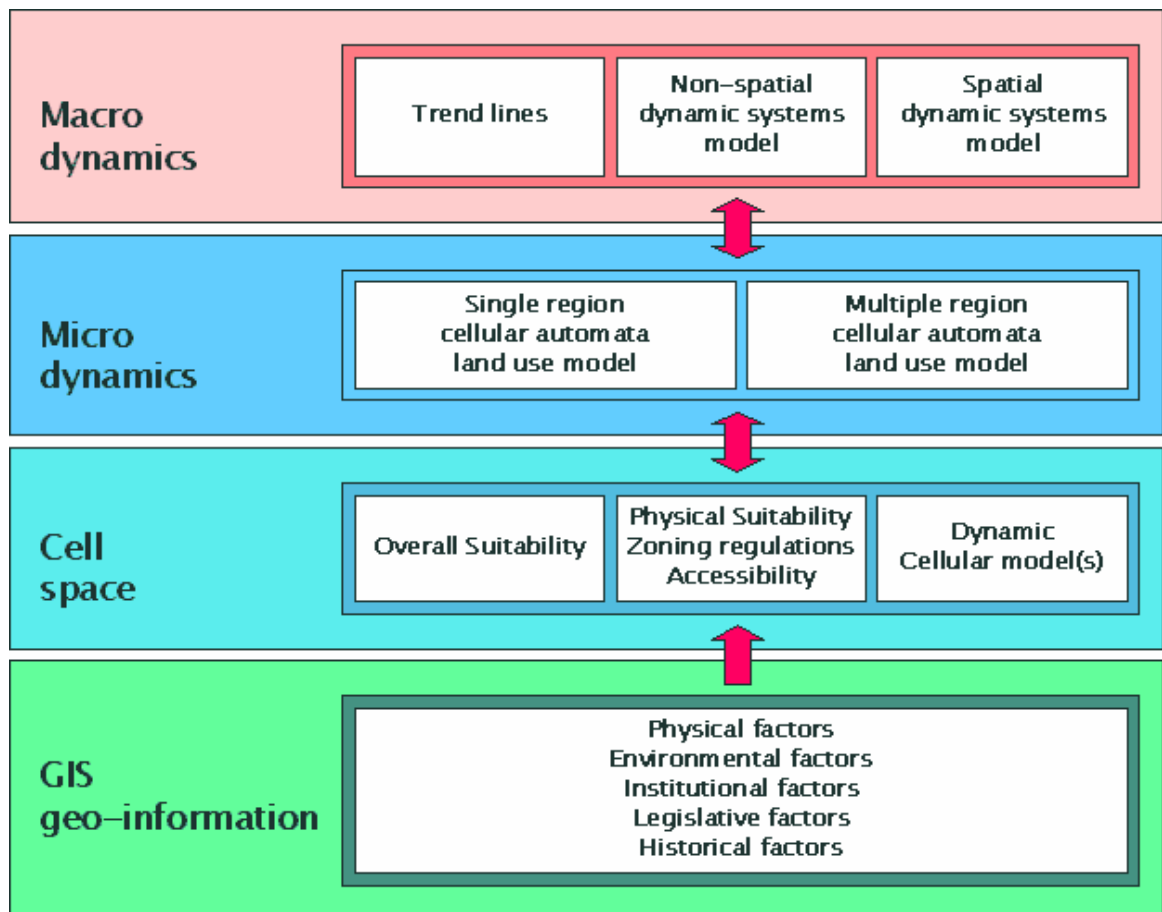 Macro
dynamics
Trend lines
Non-spatial
dynamic systems
model
Spatial
dynamic systems
model
Micro
dynamics
Single region
cellular automata
land use model
Multiple region
cellular automata
land use model
Cell
space
Overall Suitability
Physical Suitability
Zoning regulations
Accessibility
Dynamic
Cellular model(s)
GIS
geo-information
Physical factors
Environmental factors
Institutional factors
Legislative factors
Historical factors